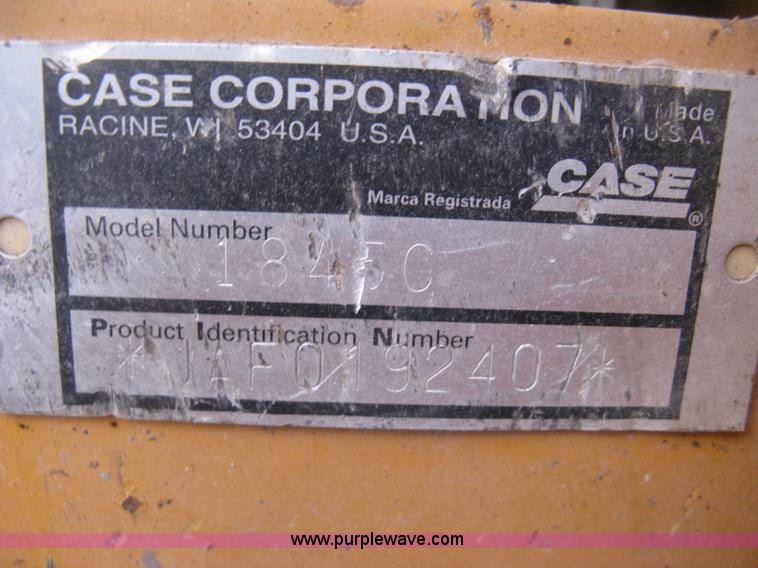 CASE CORPORATION
RACINE, WI 53404 U.S.A.
Made
in U.S.A.
CASE
Marca Registrada
®
Model Number
1845C
Product Identification Number
*JAF0192407*
www.purplewave.com